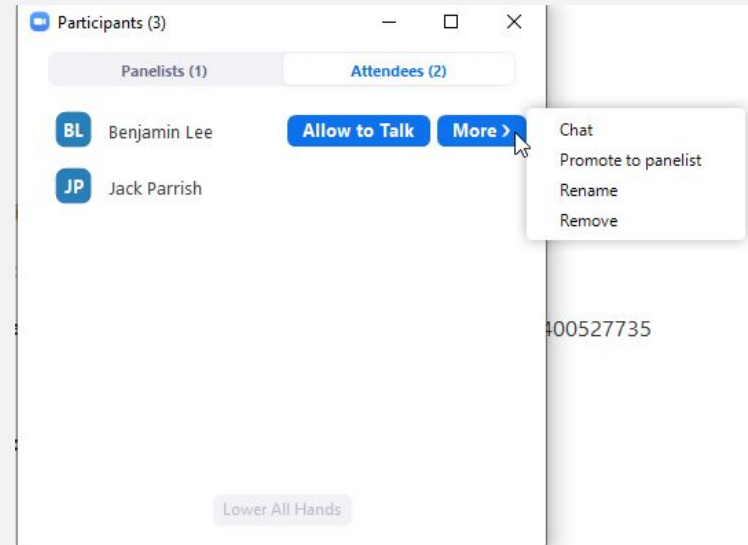 Participants (3)
Panelists (1) Attendees (2)
BL Benjamin Lee Allow to Talk More >
Chat
Promote to panelist
Rename
Remove
JP Jack Parrish
400527735
Lower All Hands